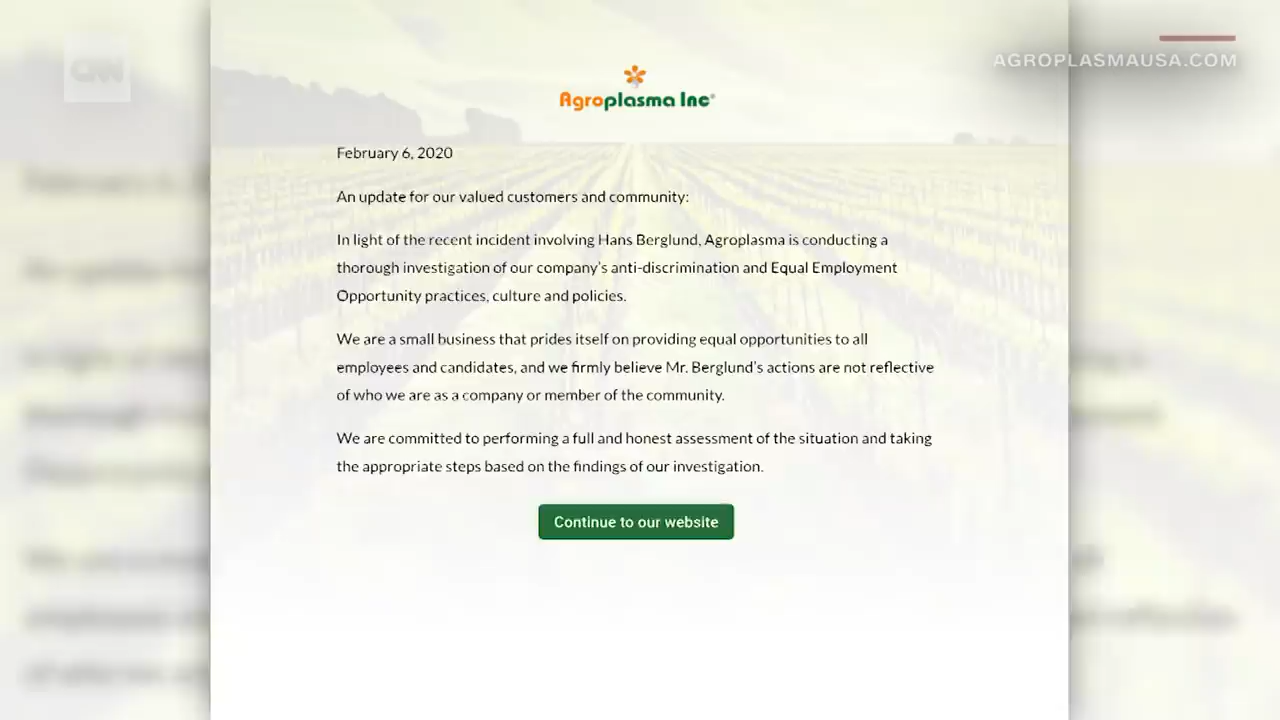 CNN
AGROPLASMAUSA.COM
Agroplasma Inc®
February 6, 2020
An update for our valued customers and community:
In light of the recent incident involving Hans Berglund, Agroplasma is conducting a
thorough investigation of our company's anti-discrimination and Equal Employment
Opportunity practices, culture and policies.
We are a small business that prides itself on providing equal opportunities to all
employees and candidates, and we firmly believe Mr. Berglund's actions are not reflective
of who we are as a company or member of the community.
We are committed to performing a full and honest assessment of the situation and taking
the appropriate steps based on the findings of our investigation.
Continue to our website